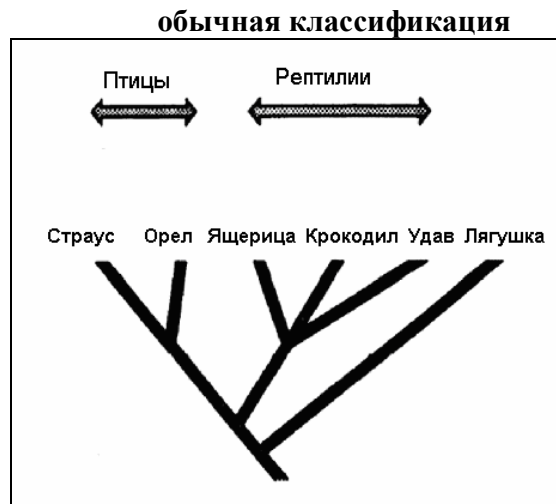 обычная классификация
Птицы Рептилии
Страус Орел Ящерица Крокодил Удав Лягушка